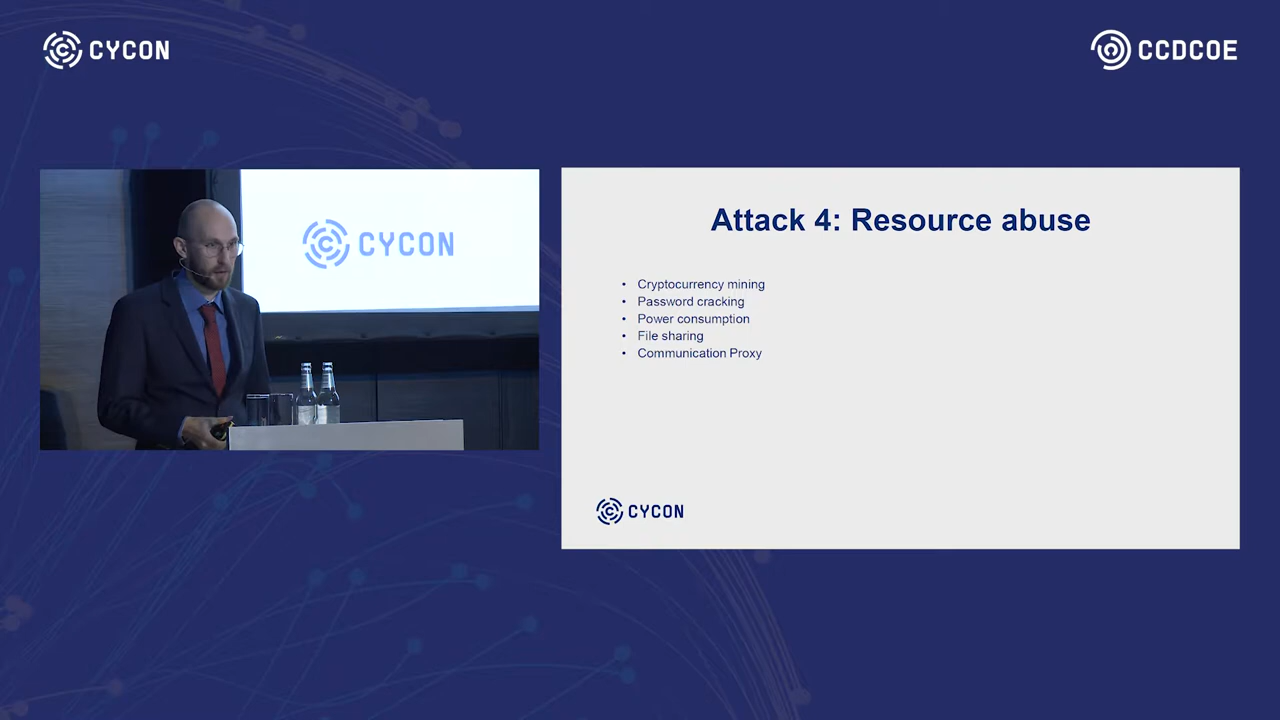 CYCON
CCDCOE
CYCON
Attack 4: Resource abuse
• Cryptocurrency mining
• Password cracking
• Power consumption
• File sharing
• Communication Proxy
CYCON